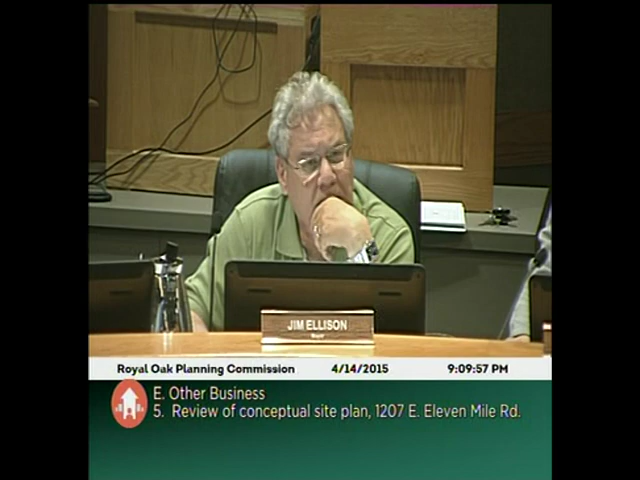 JIM ELLISON
Mayor
Royal Oak Planning Commission 4/14/2015 9:09:57 PM
E. Other Business
5. Review of conceptual site plan, 1207 E. Eleven Mile Rd.